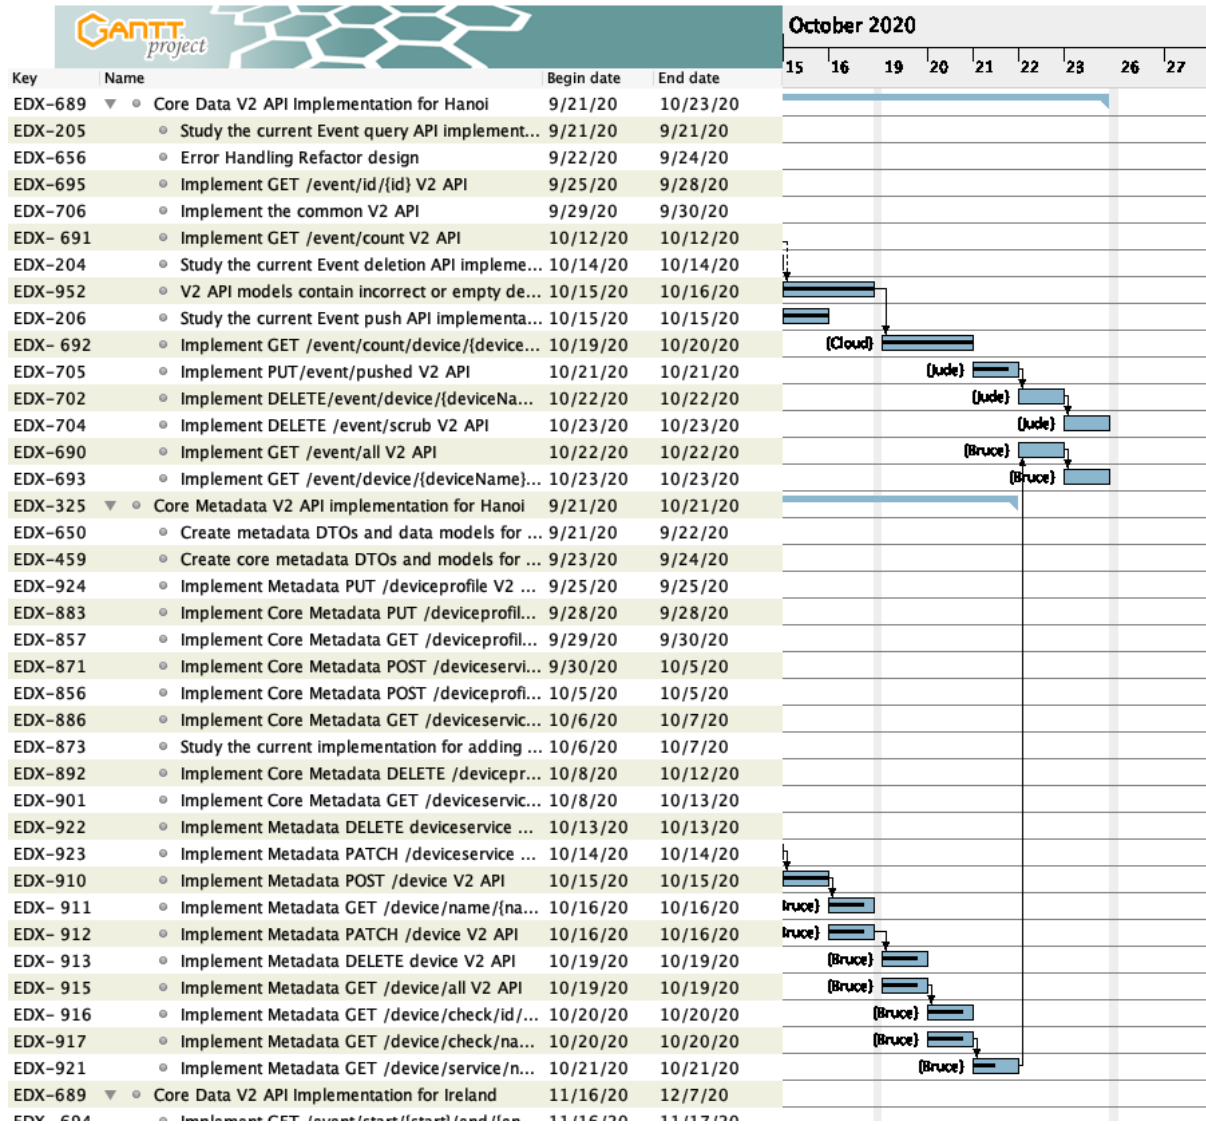 GANTT
project
October 2020
15 16 19 20 21 22 23 26 27
Key Name Begin date End date
EDX-689 Core Data V2 API Implementation for Hanoi 9/21/20 10/23/20
EDX-205 Study the current Event query API implement... 9/21/20 9/21/20
EDX-656 Error Handling Refactor design 9/22/20 9/24/20
EDX-695 Implement GET /event/id/{id} V2 API 9/25/20 9/28/20
EDX-706 Implement the common V2 API 9/29/20 9/30/20
EDX- 691 Implement GET /event/count V2 API 10/12/20 10/12/20
EDX-204 Study the current Event deletion API impleme... 10/14/20 10/14/20
EDX-952 V2 API models contain incorrect or empty de... 10/15/20 10/16/20
EDX-206 Study the current Event push API implementa... 10/15/20 10/15/20
EDX- 692 Implement GET /event/count/device/{device... 10/19/20 10/20/20 {Cloud}
EDX-705 Implement PUT/event/pushed V2 API 10/21/20 10/21/20 {Jude}
EDX-702 Implement DELETE/event/device/{deviceNa... 10/22/20 10/22/20 {Jude}
EDX-704 Implement DELETE /event/scrub V2 API 10/23/20 10/23/20 {Jude}
EDX-690 Implement GET /event/all V2 API 10/22/20 10/22/20 {Bruce}
EDX-693 Implement GET /event/device/{deviceName}... 10/23/20 10/23/20 {Bruce}
EDX-325 Core Metadata V2 API implementation for Hanoi 9/21/20 10/21/20
EDX-650 Create metadata DTOs and data models for ... 9/21/20 9/22/20
EDX-459 Create core metadata DTOs and models for ... 9/23/20 9/24/20
EDX-924 Implement Metadata PUT /deviceprofile V2 ... 9/25/20 9/25/20
EDX-883 Implement Core Metadata PUT /deviceprofil... 9/28/20 9/28/20
EDX-857 Implement Core Metadata GET /deviceprofil... 9/29/20 9/30/20
EDX-871 Implement Core Metadata POST /deviceservi... 9/30/20 10/5/20
EDX-856 Implement Core Metadata POST /deviceprofi... 10/5/20 10/5/20
EDX-886 Implement Core Metadata GET /deviceservic... 10/6/20 10/7/20
EDX-873 Study the current implementation for adding ... 10/6/20 10/7/20
EDX-892 Implement Core Metadata DELETE /devicepr... 10/8/20 10/12/20
EDX-901 Implement Core Metadata GET /deviceservic... 10/8/20 10/13/20
EDX-922 Implement Metadata DELETE deviceservice ... 10/13/20 10/13/20
EDX-923 Implement Metadata PATCH /deviceservice ... 10/14/20 10/14/20
EDX-910 Implement Metadata POST /device V2 API 10/15/20 10/15/20
EDX- 911 Implement Metadata GET /device/name/{na... 10/16/20 10/16/20 Bruce}
EDX- 912 Implement Metadata PATCH /device V2 API 10/16/20 10/16/20 Bruce}
EDX- 913 Implement Metadata DELETE device V2 API 10/19/20 10/19/20 {Bruce}
EDX- 915 Implement Metadata GET /device/all V2 API 10/19/20 10/19/20 {Bruce}
EDX- 916 Implement Metadata GET /device/check/id/... 10/20/20 10/20/20 {Bruce}
EDX-917 Implement Metadata GET /device/check/na... 10/20/20 10/20/20 {Bruce}
EDX-921 Implement Metadata GET /device/service/n... 10/21/20 10/21/20 {Bruce}
EDX-689 Core Data V2 API Implementation for Ireland 11/16/20 12/7/20
EDX-694 Implement GET /event/start/{start}/end/{en... 11/16/20 11/17/20